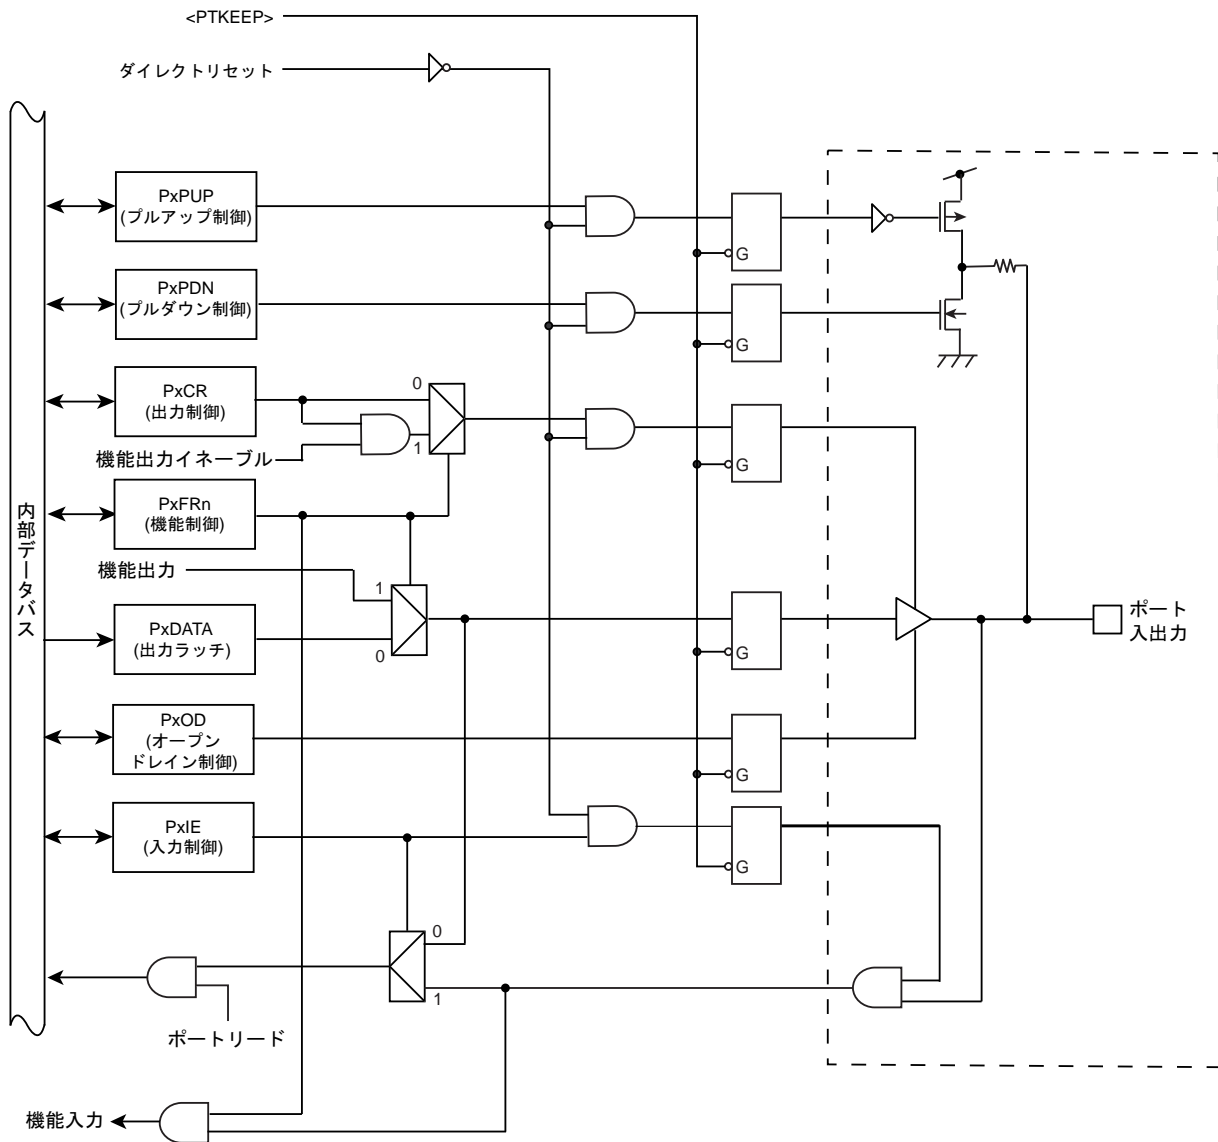 <PTKEEP>
ダイレクトリセット
PxPUP
(プルアップ制御)
G
PxPDN
(プルダウン制御)
G
PxCR
(出力制御)
0
1
機能出力イネーブル
G
PxFRn
(機能制御)
機能出力
1
0
PxDATA
(出力ラッチ)
G
ポート
入出力
内部データバス
PxOD
(オープン
ドレイン制御)
G
PxIE
(入力制御)
G
0
1
ポートリード
機能入力